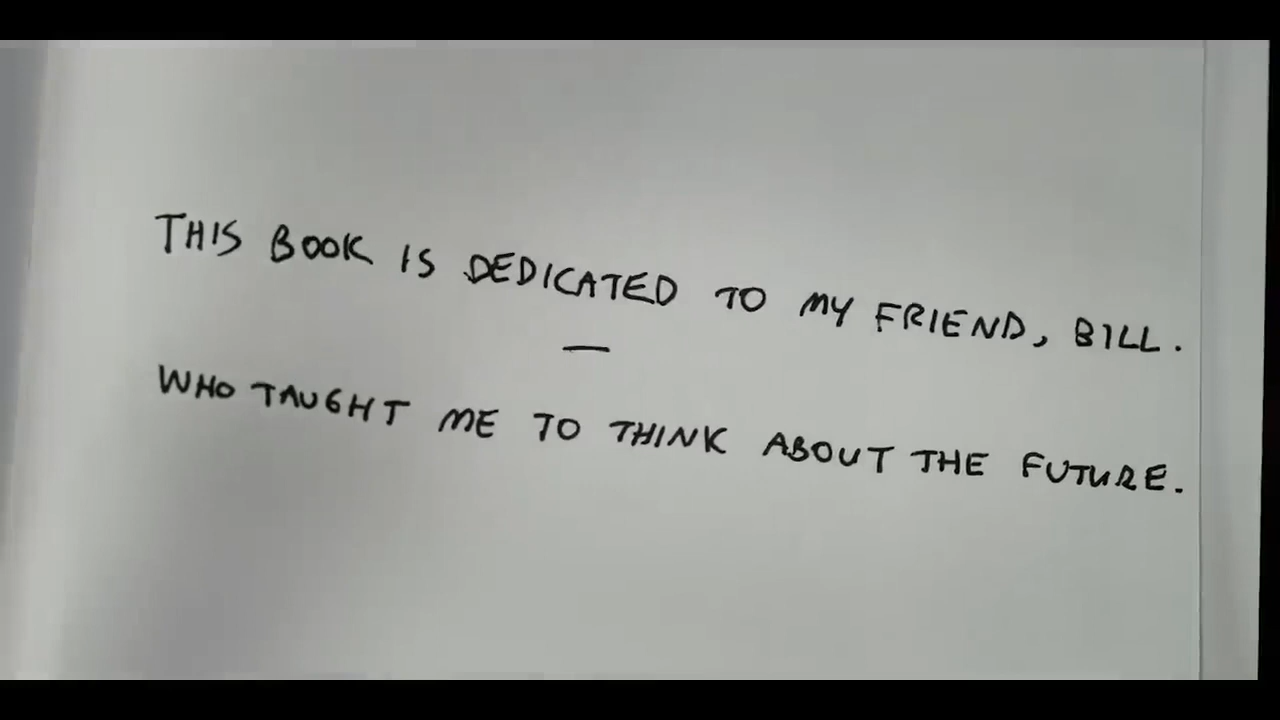 THIS BOOK IS DEDICATED TO MY FRIEND, BILL.
—
WHO TAUGHT ME TO THINK ABOUT THE FUTURE.